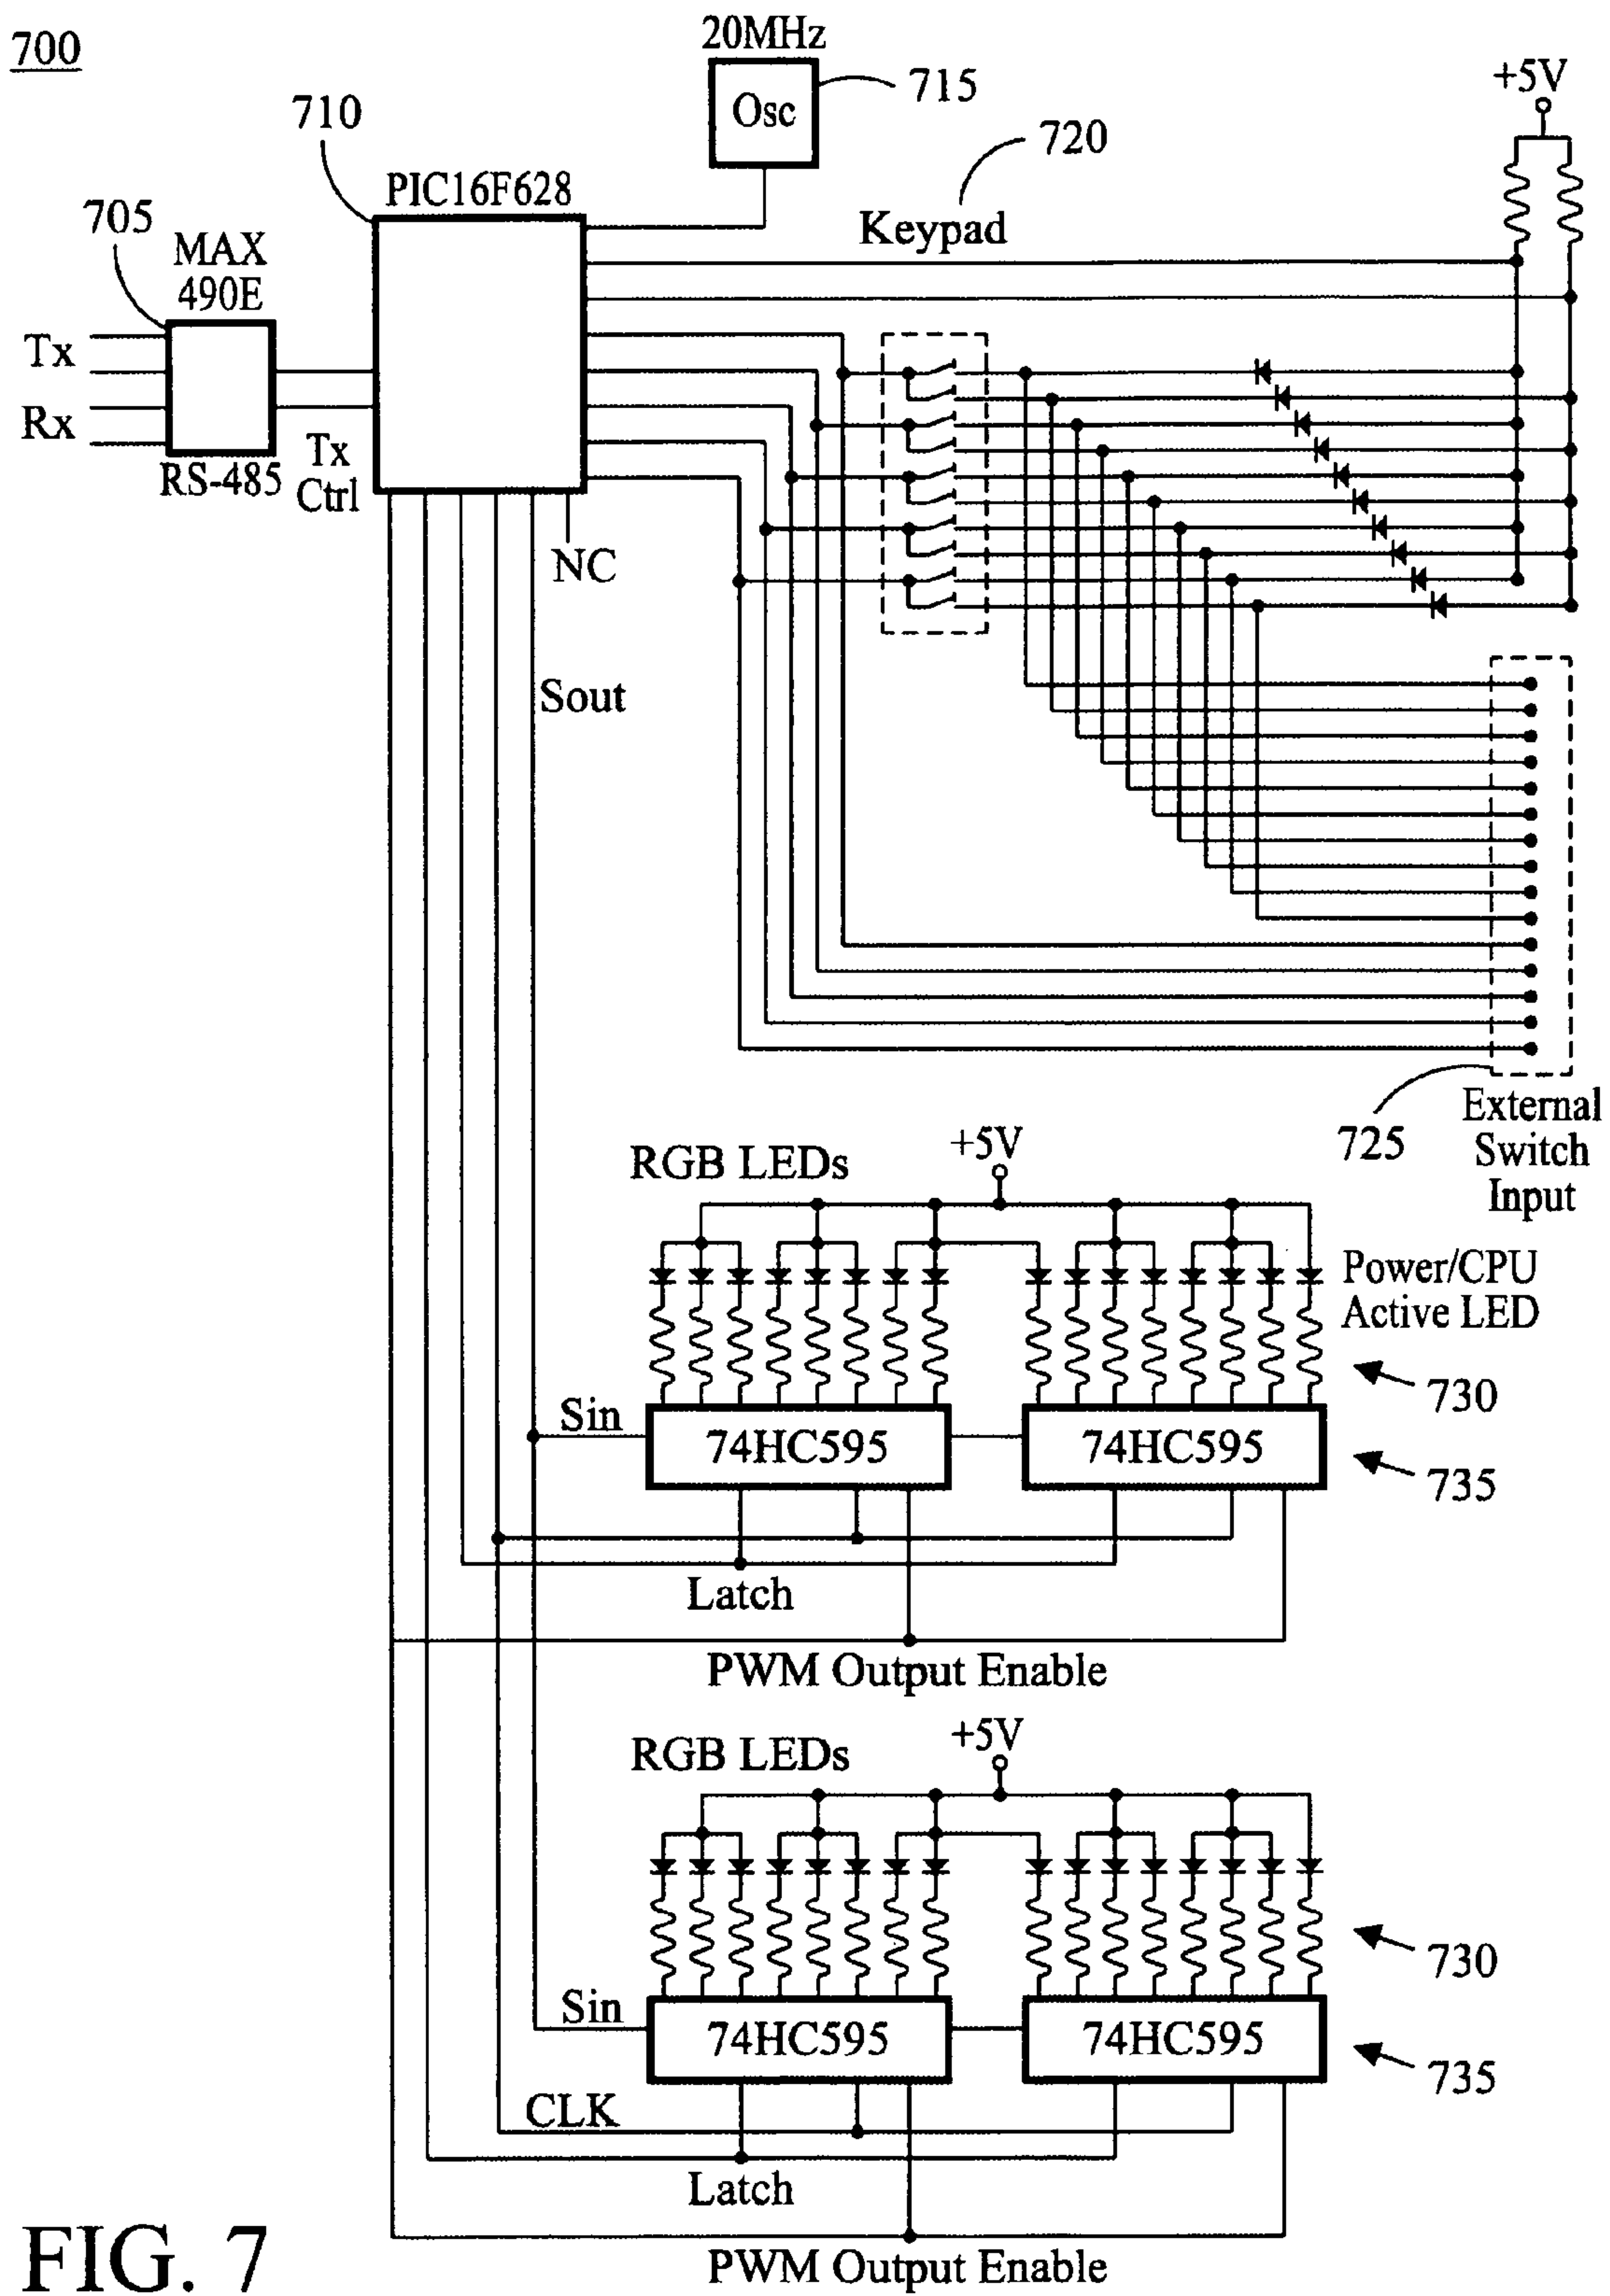 700
20MHz
Osc
715
+5V
710
PIC16F628
720
Keypad
705
MAX
490E
Tx
Rx
RS-485
Tx
Ctrl
NC
Sout
725
External
Switch
Input
RGB LEDs
+5V
Power/CPU
Active LED
730
Sin
74HC595
74HC595
735
Latch
PWM Output Enable
RGB LEDs
+5V
730
Sin
74HC595
74HC595
735
CLK
Latch
PWM Output Enable
FIG. 7